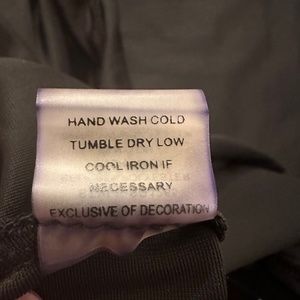 HAND WASH COLD
TUMBLE DRY LOW
COOL IRON IF
NECESSARY
EXCLUSIVE OF DECORATION